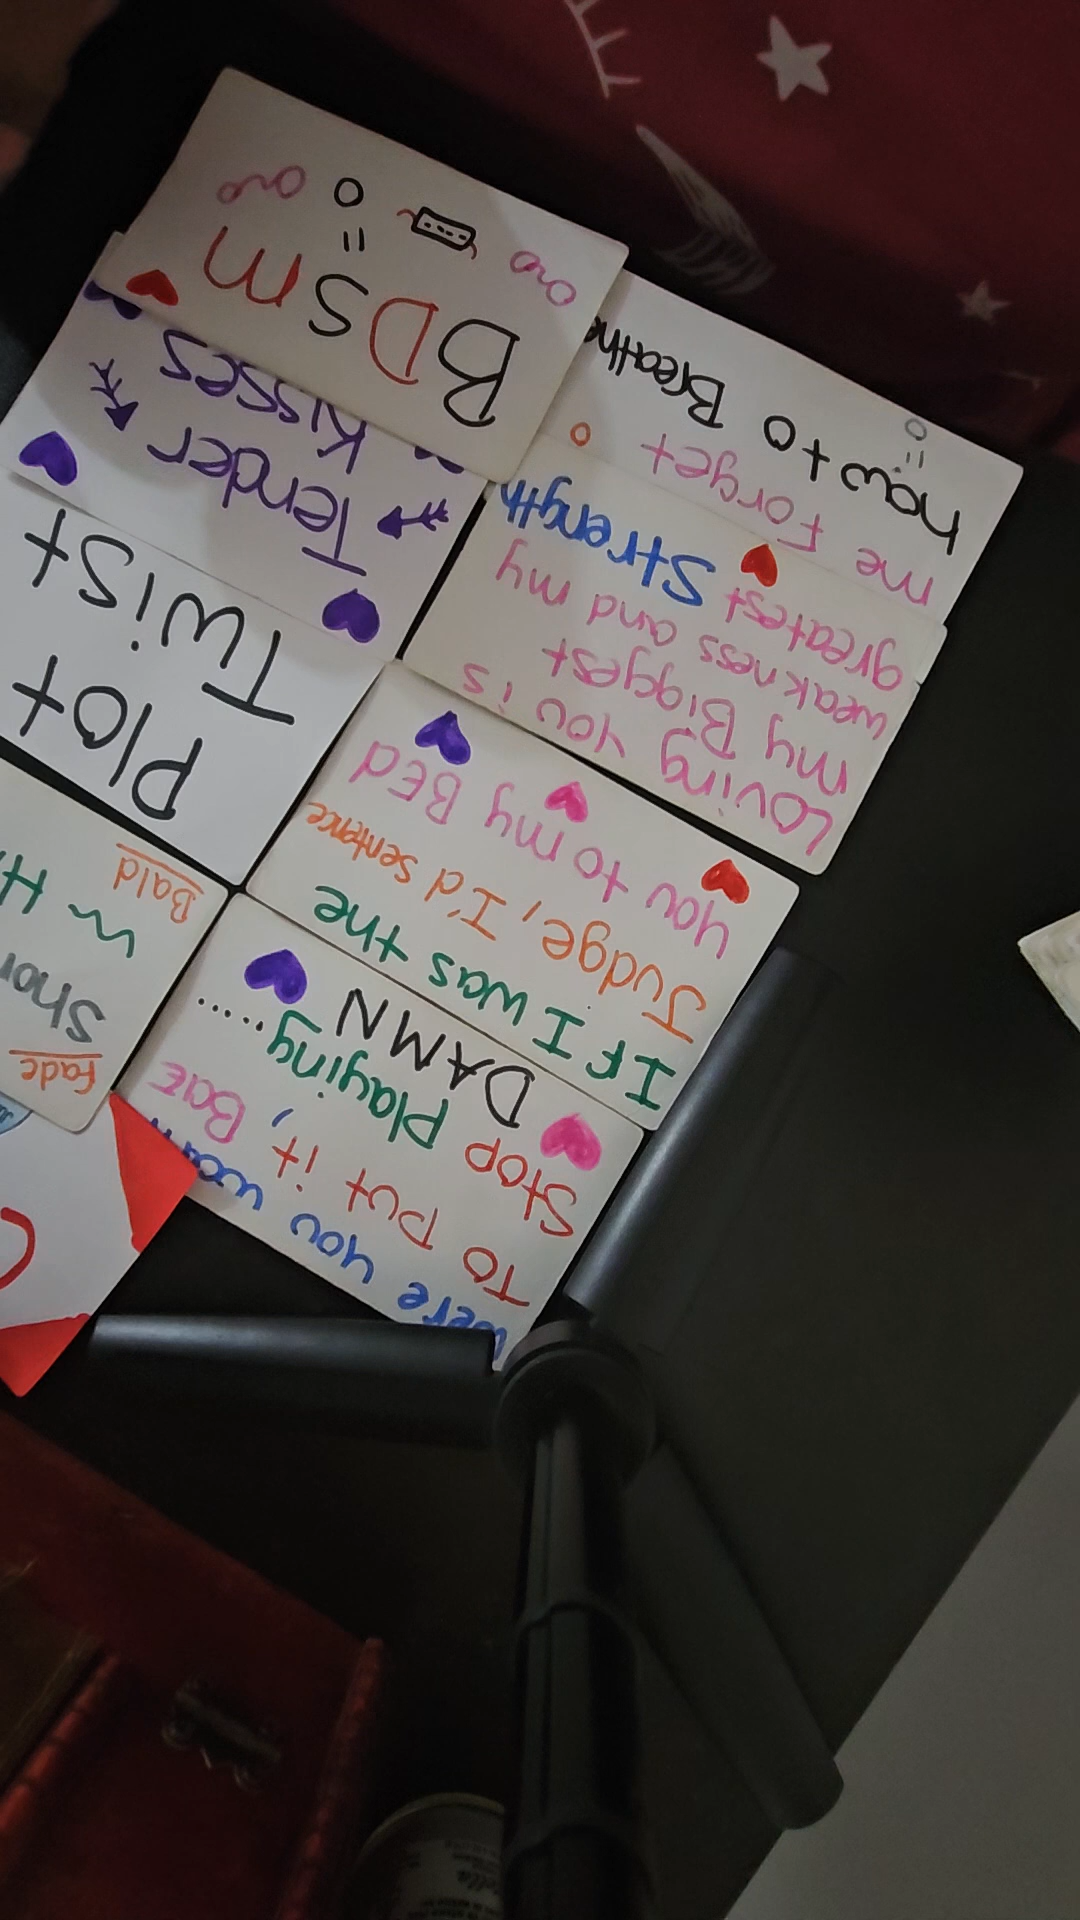 Were you
To Put it, Bae
Stop Playing.....
DAMN
If I was the
Judge, I'd Sentence
you to my BEd
Loving you is
my Biggest
weakness and my
greatest Strength
me Forget
how to Breathe
Fade
Bald
Plot
Twist
Tender
Kisses
BDSm